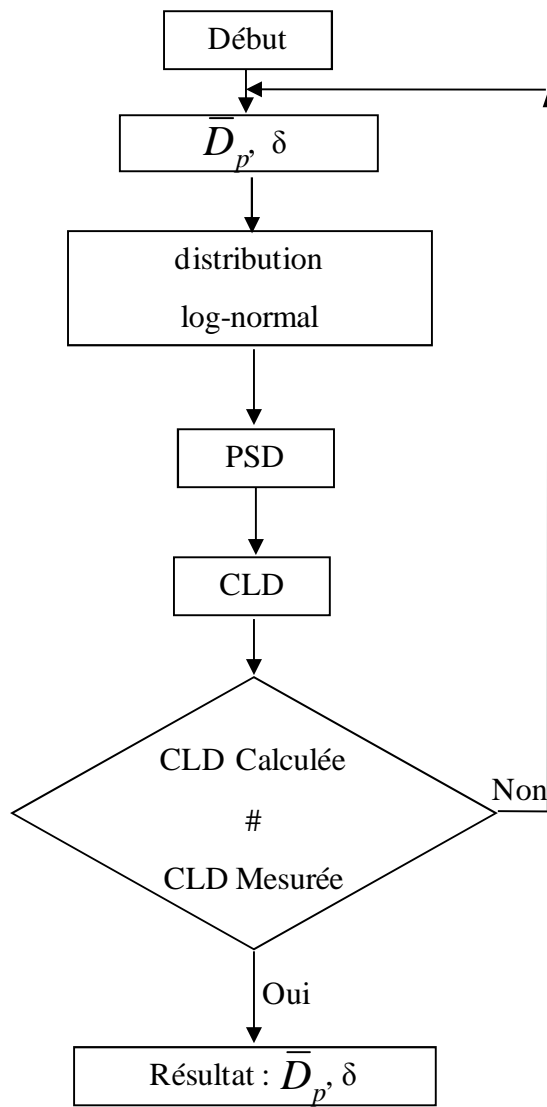 Début
D̅p, δ
distribution
log-normal
PSD
CLD
CLD Calculée
#
CLD Mesurée
Non
Oui
Résultat : D̅p, δ